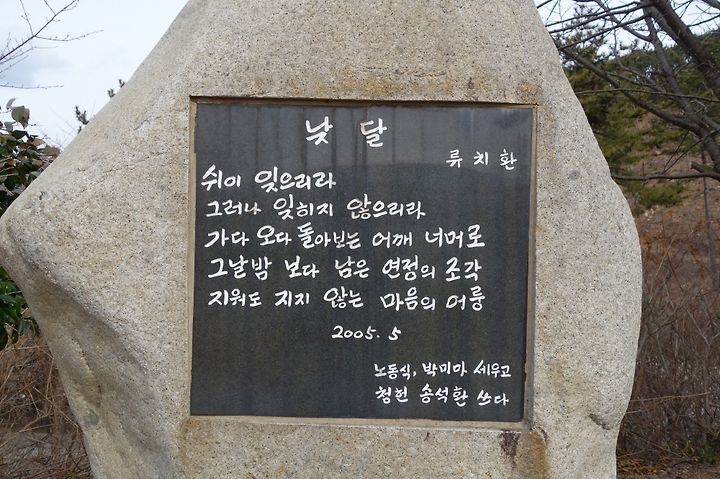 낮 달
류 치 환
쉬이 잊으리라
그러나 잊히지 않으리라
가다 오다 돌아보는 어깨 너머로
그날밤 보다 남은 연정의 조각
지워도 지지 않는 마음의 어룽
2005. 5
노동식, 박미마 세우고
청헌 송석환 쓰다